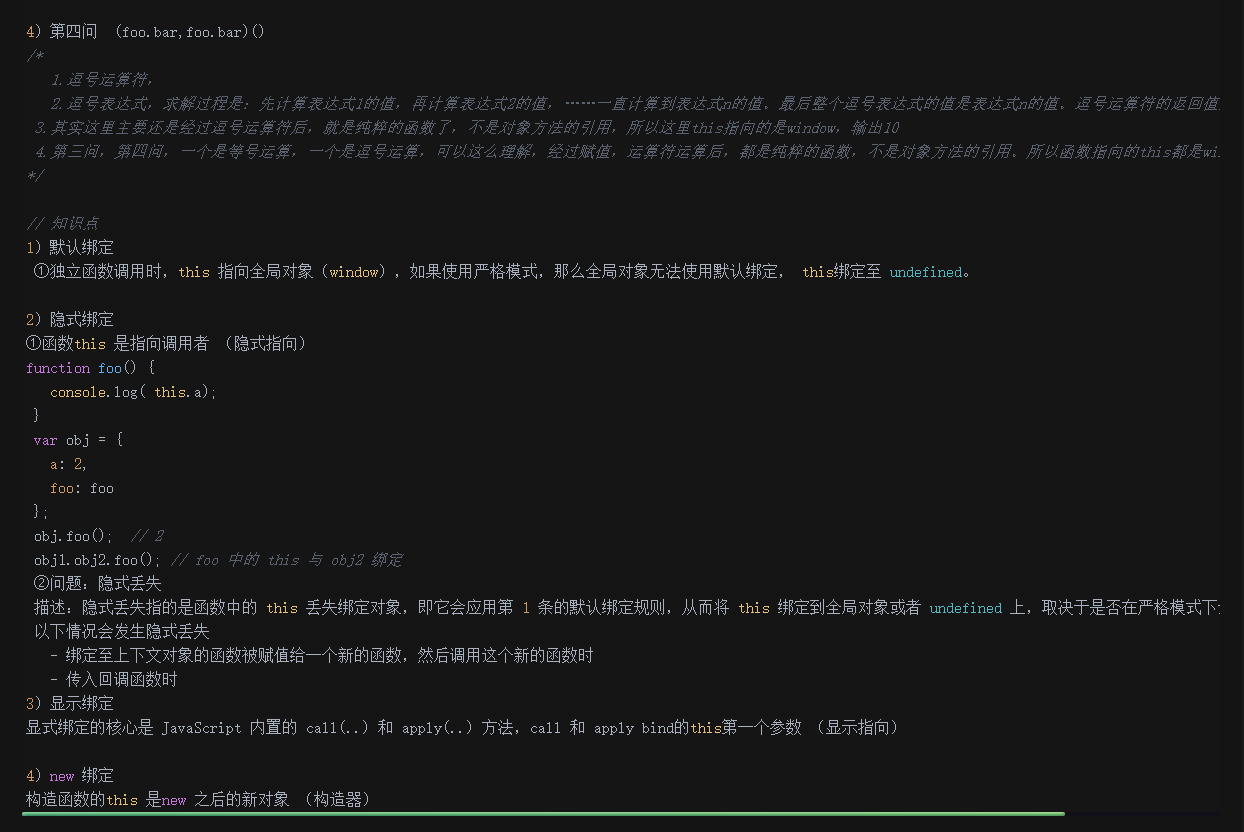 4）第四问 （foo.bar,foo.bar)()
/*
1.逗号运算符，
2.逗号表达式，求解过程是：先计算表达式1的值，再计算表达式2的值，……一直计算到表达式n的值。最后整个逗号表达式的值是表达式n的值。逗号运算符的返回值
3.其实这里主要还是经过逗号运算符后，就是纯粹的函数了，不是对象方法的引用，所以这里this指向的是window，输出10
4.第三问，第四问，一个是等号运算，一个是逗号运算，可以这么理解，经过赋值，运算符运算后，都是纯粹的函数，不是对象方法的引用。所以函数指向的this都是wi
*/
// 知识点
1）默认绑定
①独立函数调用时，this 指向全局对象（window），如果使用严格模式，那么全局对象无法使用默认绑定， this绑定至 undefined。
2）隐式绑定
①函数this 是指向调用者 （隐式指向）
function foo() {
console.log( this.a);
}
var obj = {
a: 2,
foo: foo
};
obj.foo(); // 2
obj1.obj2.foo(); // foo 中的 this 与 obj2 绑定
②问题：隐式丢失
描述：隐式丢失指的是函数中的 this 丢失绑定对象，即它会应用第 1 条的默认绑定规则，从而将 this 绑定到全局对象或者 undefined 上，取决于是否在严格模式下
以下情况会发生隐式丢失
- 绑定至上下文对象的函数被赋值给一个新的函数，然后调用这个新的函数时
- 传入回调函数时
3）显示绑定
显式绑定的核心是 JavaScript 内置的 call(..) 和 apply(..) 方法，call 和 apply bind的this第一个参数 （显示指向）
4）new 绑定
构造函数的this 是new 之后的新对象 （构造器）